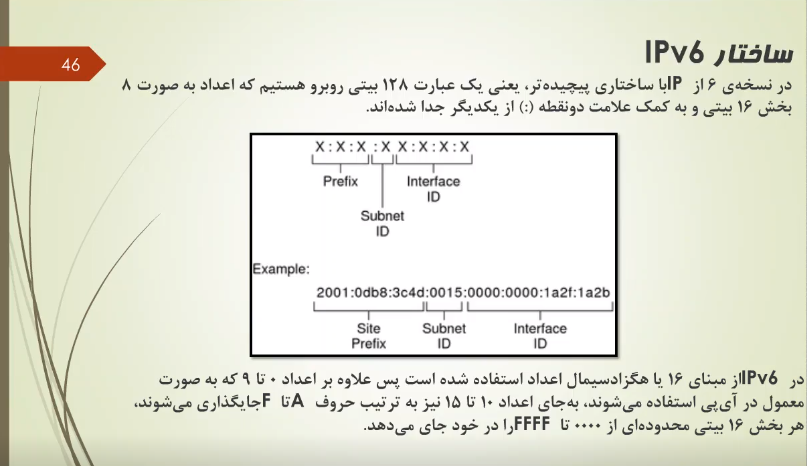 ساختار IPv6
46
در نسخه‌ی ۶ از IPبا ساختاری پیچیده‌تر، یعنی یک عبارت ۱۲۸ بیتی روبرو هستیم که اعداد به صورت ۸
بخش ۱۶ بیتی و به کمک علامت دونقطه (:) از یکدیگر جدا شده‌اند.
X : X : X : X X : X : X : X
Prefix
Interface
ID
Subnet
ID
Example:
2001:0db8:3c4d:0015:0000:0000:1a2f:1a2b
Site
Prefix
Subnet
ID
Interface
ID
در IPv6از مبنای ۱۶ یا هگزادسیمال اعداد استفاده شده است پس علاوه بر اعداد ۰ تا ۹ که به صورت
معمول در آی‌پی استفاده می‌شوند، به‌جای اعداد ۱۰ تا ۱۵ نیز به ترتیب حروف Aتا Fجایگذاری می‌شوند،
هر بخش ۱۶ بیتی محدوده‌ای از ۰۰۰۰ تا FFFFرا در خود جای می‌دهد.